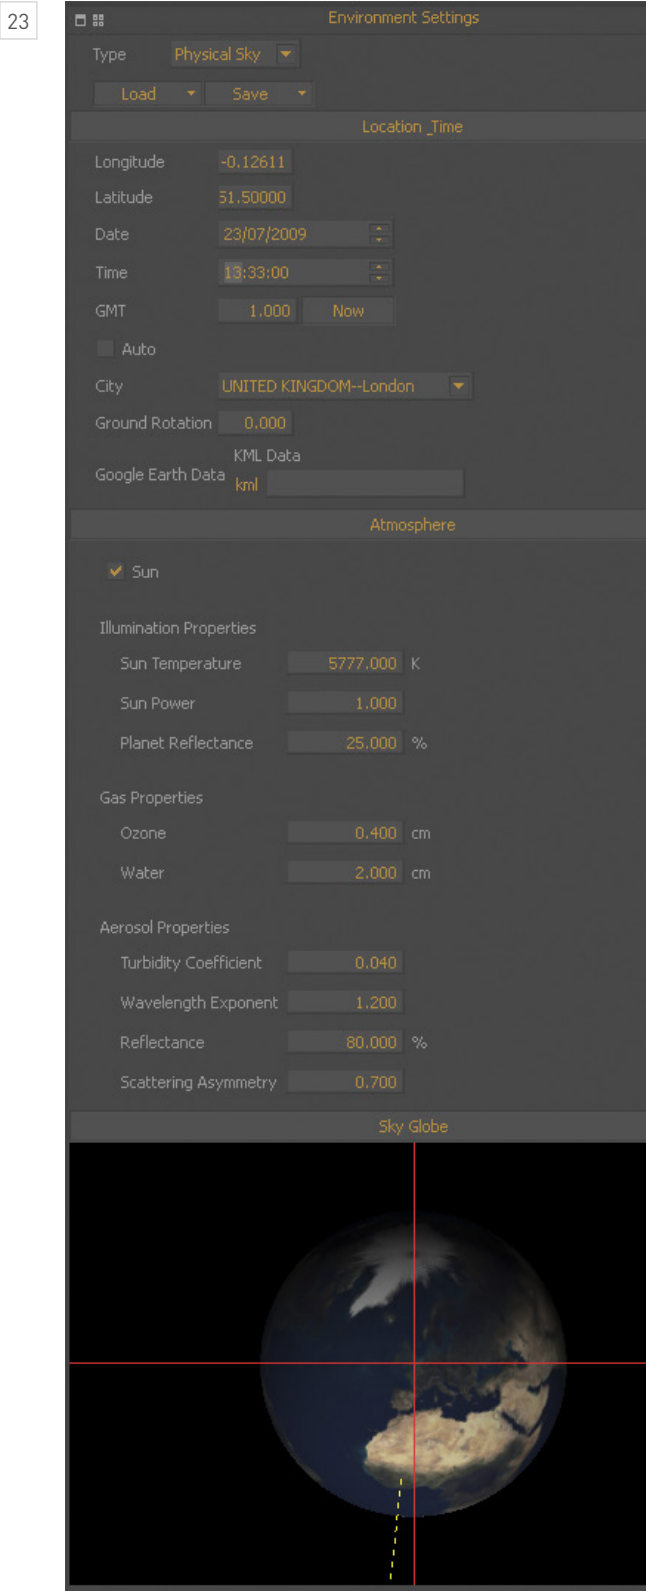 23
Environment Settings
Type Physical Sky
Load Save
Location _Time
Longitude -0.12611
Latitude 51.50000
Date 23/07/2009
Time 13:33:00
GMT 1.000 Now
Auto
City UNITED KINGDOM--London
Ground Rotation 0.000
KML Data
Google Earth Data kml
Atmosphere
Sun
Illumination Properties
Sun Temperature 5777.000 K
Sun Power 1.000
Planet Reflectance 25.000 %
Gas Properties
Ozone 0.400 cm
Water 2.000 cm
Aerosol Properties
Turbidity Coefficient 0.040
Wavelength Exponent 1.200
Reflectance 80.000 %
Scattering Asymmetry 0.700
Sky Globe